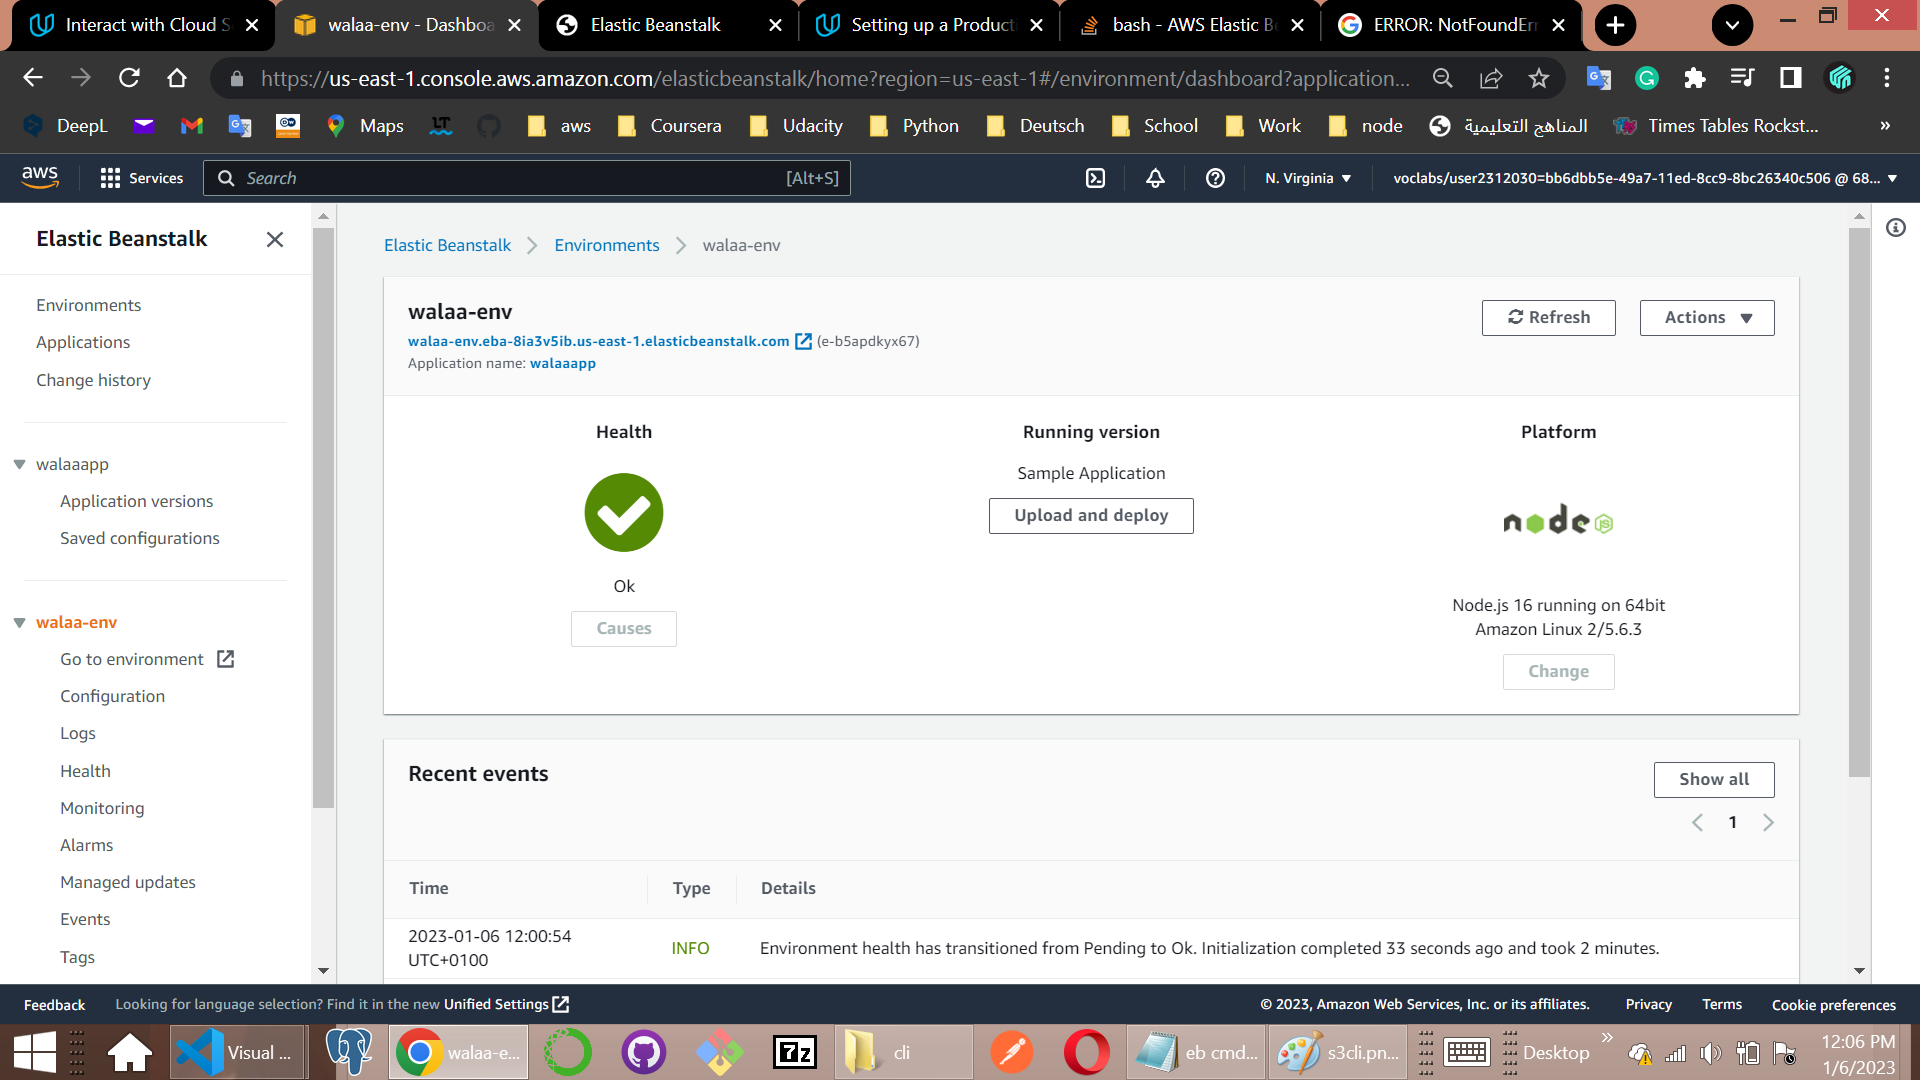 Interact with Cloud S
walaa-env - Dashboa
Elastic Beanstalk
Setting up a Producti
bash - AWS Elastic Be
ERROR: NotFoundErr
https://us-east-1.console.aws.amazon.com/elasticbeanstalk/home?region=us-east-1#/environment/dashboard?application...
DeepL
Maps
LT
aws
Coursera
Udacity
Python
Deutsch
School
Work
node
المناهج التعليمية
Times Tables Rockst...
»
aws
Services
Search
[Alt+S]
N. Virginia
voclabs/user2312030=bb6dbb5e-49a7-11ed-8cc9-8bc26340c506 @ 68...
Elastic Beanstalk
Environments
Applications
Change history
walaaapp
Application versions
Saved configurations
walaa-env
Go to environment
Configuration
Logs
Health
Monitoring
Alarms
Managed updates
Events
Tags
Elastic Beanstalk
Environments
walaa-env
walaa-env
walaa-env.eba-8ia3v5ib.us-east-1.elasticbeanstalk.com (e-b5apdkyx67)
Application name: walaaapp
Refresh
Actions
Health
Ok
Causes
Running version
Sample Application
Upload and deploy
Platform
node JS
Node.js 16 running on 64bit
Amazon Linux 2/5.6.3
Change
Recent events
Show all
1
Time
Type
Details
2023-01-06 12:00:54
UTC+0100
INFO
Environment health has transitioned from Pending to Ok. Initialization completed 33 seconds ago and took 2 minutes.
Feedback
Looking for language selection? Find it in the new Unified Settings
© 2023, Amazon Web Services, Inc. or its affiliates.
Privacy
Terms
Cookie preferences
Visual ...
walaa-e...
7z
cli
eb cmd...
s3cli.pn...
Desktop
»
12:06 PM
1/6/2023